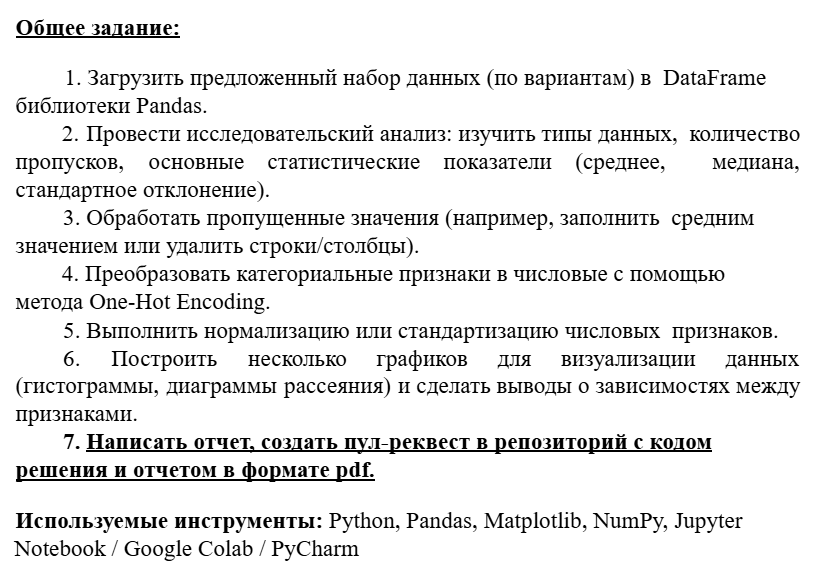 Общее задание:
1. Загрузить предложенный набор данных (по вариантам) в DataFrame
библиотеки Pandas.
2. Провести исследовательский анализ: изучить типы данных, количество
пропусков, основные статистические показатели (среднее, медиана,
стандартное отклонение).
3. Обработать пропущенные значения (например, заполнить средним
значением или удалить строки/столбцы).
4. Преобразовать категориальные признаки в числовые с помощью
метода One-Hot Encoding.
5. Выполнить нормализацию или стандартизацию числовых признаков.
6. Построить несколько графиков для визуализации данных
(гистограммы, диаграммы рассеяния) и сделать выводы о зависимостях между
признаками.
7. Написать отчет, создать пул-реквест в репозиторий с кодом
решения и отчетом в формате pdf.
Используемые инструменты: Python, Pandas, Matplotlib, NumPy, Jupyter
Notebook / Google Colab / PyCharm